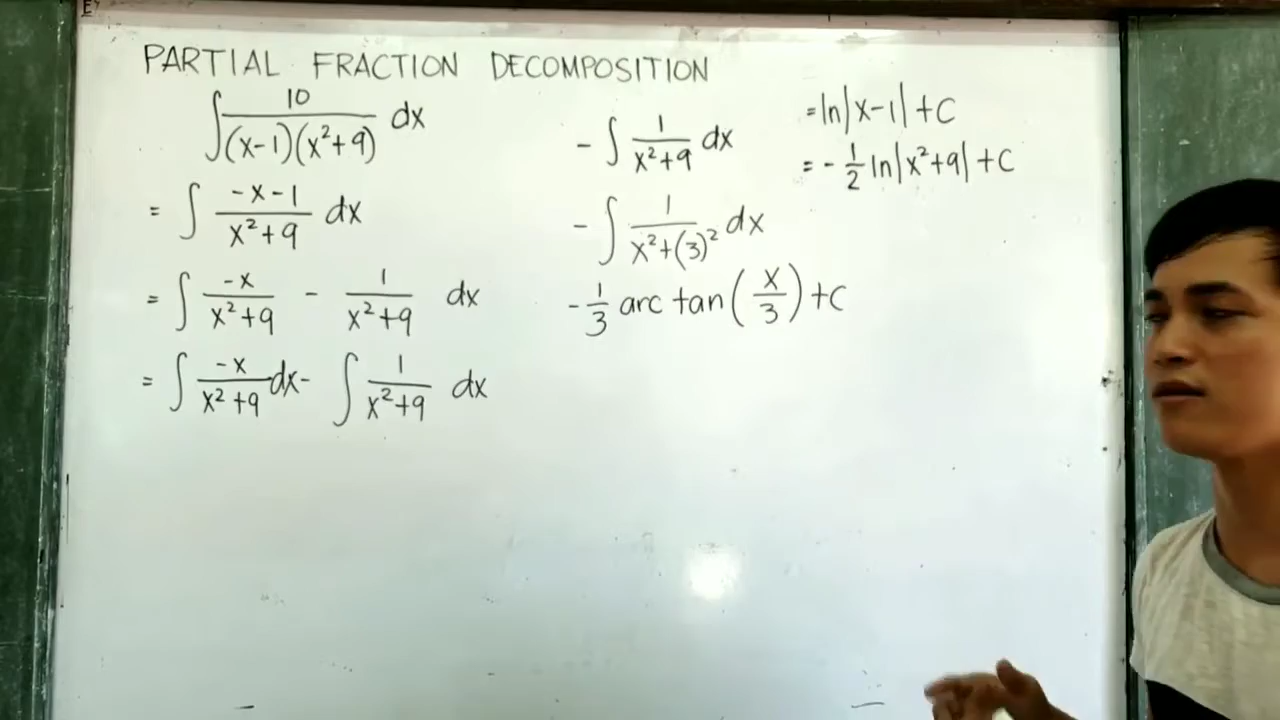 PARTIAL FRACTION DECOMPOSITION
∫ 10/((x-1)(x²+9)) dx
= ∫ (-x-1)/(x²+9) dx
= ∫ -x/(x²+9) - 1/(x²+9) dx
= ∫ -x/(x²+9) dx - ∫ 1/(x²+9) dx
- ∫ 1/(x²+9) dx
- ∫ 1/(x²+(3)²) dx
- 1/3 arc tan(x/3) + C
= ln|x-1| + C
= - 1/2 ln|x²+9| + C